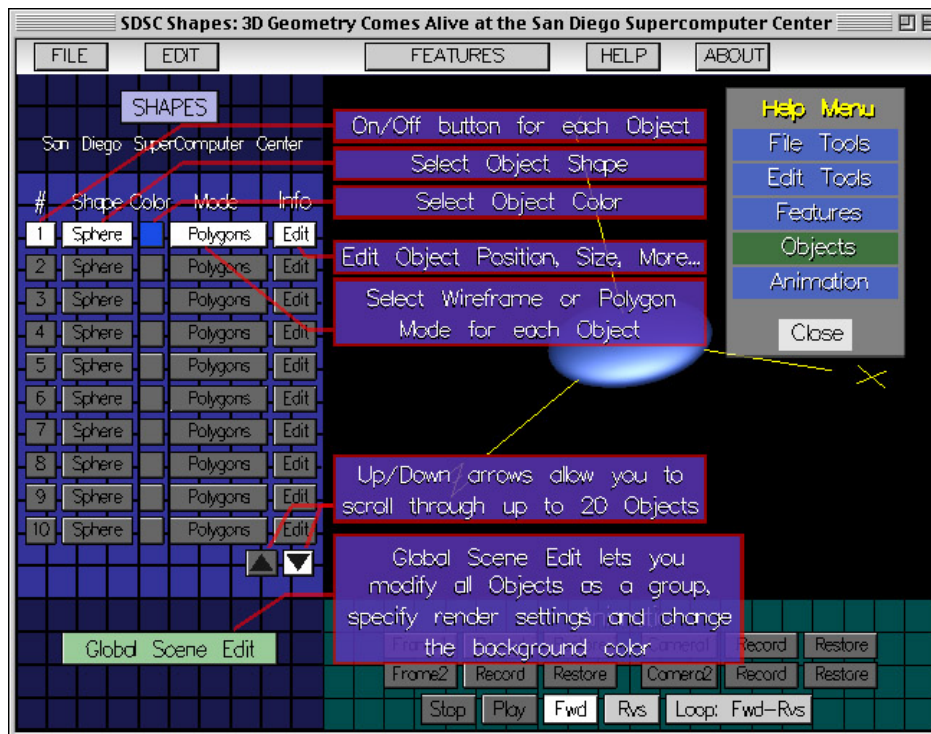 SDSC Shapes: 3D Geometry Comes Alive at the San Diego Supercomputer Center
FILE EDIT FEATURES HELP ABOUT
SHAPES
San Diego SuperComputer Center
# Shape Color Mode Info
1 Sphere Polygons Edit
2 Sphere Polygons Edit
3 Sphere Polygons Edit
4 Sphere Polygons Edit
5 Sphere Polygons Edit
6 Sphere Polygons Edit
7 Sphere Polygons Edit
8 Sphere Polygons Edit
9 Sphere Polygons Edit
10 Sphere Polygons Edit
Global Scene Edit
On/Off button for each Object
Select Object Shape
Select Object Color
Edit Object Position, Size, More...
Select Wireframe or Polygon
Mode for each Object
Up/Down arrows allow you to
scroll through up to 20 Objects
Global Scene Edit lets you
modify all Objects as a group,
specify render settings and change
the background color
Help Menu
File Tools
Edit Tools
Features
Objects
Animation
Close
Record Restore
Frame2 Record Restore Camera2 Record Restore
Stop Play Fwd Rvs Loop: Fwd-Rvs